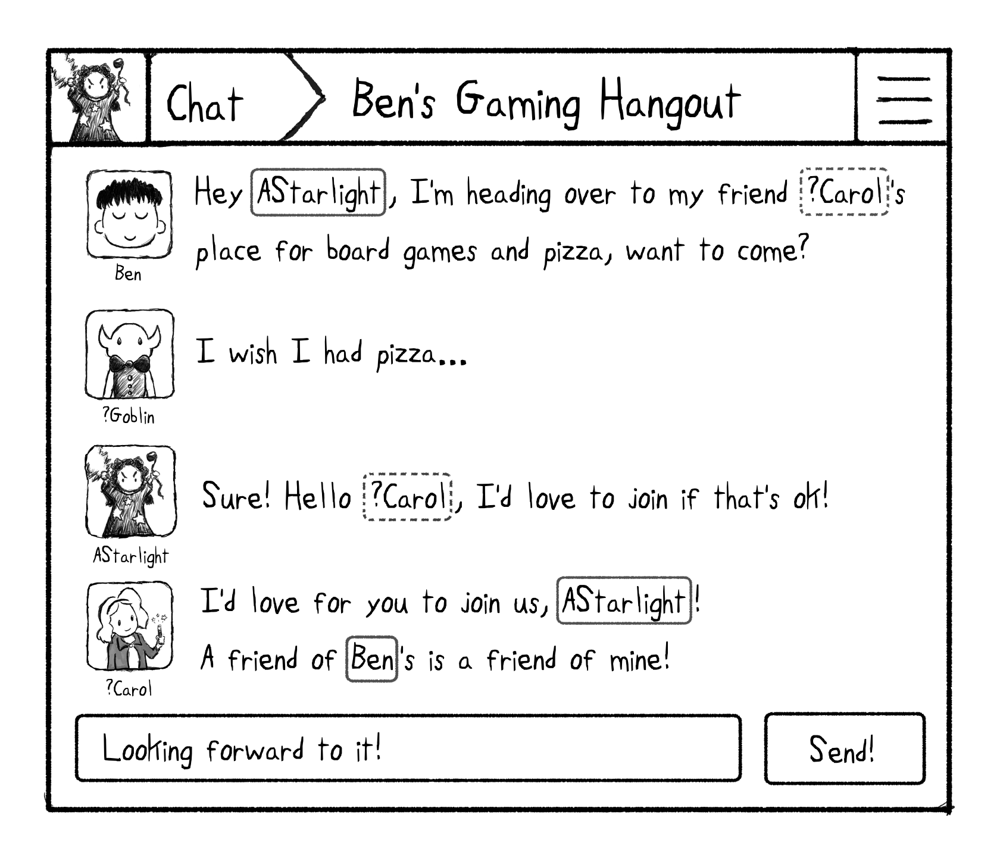 Chat
Ben's Gaming Hangout
Hey AStarlight, I'm heading over to my friend ?Carol's
place for board games and pizza, want to come?
Ben
I wish I had pizza...
?Goblin
Sure! Hello ?Carol, I'd love to join if that's ok!
AStarlight
I'd love for you to join us, AStarlight!
A friend of Ben's is a friend of mine!
?Carol
Looking forward to it!
Send!